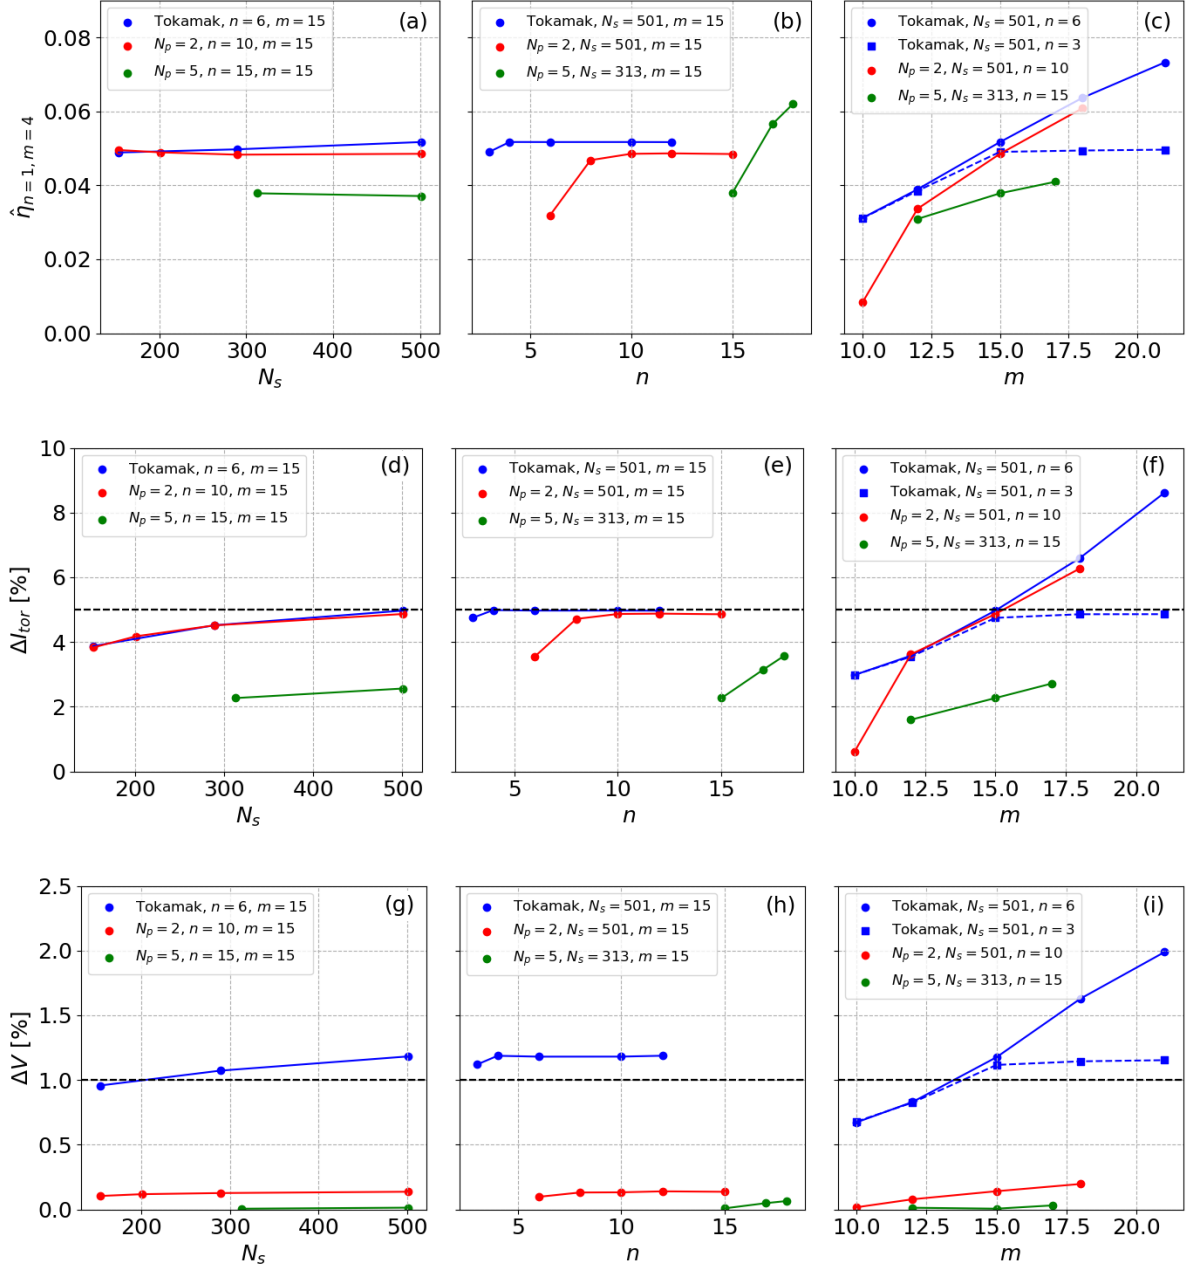 (a)
Tokamak, n = 6, m = 15
N_p = 2, n = 10, m = 15
N_p = 5, n = 15, m = 15
η̂_{n=1, m=4}
0.08
0.06
0.04
0.02
0.00
200 300 400 500
N_s
(b)
Tokamak, N_s = 501, m = 15
N_p = 2, N_s = 501, m = 15
N_p = 5, N_s = 313, m = 15
5 10 15
n
(c)
Tokamak, N_s = 501, n = 6
Tokamak, N_s = 501, n = 3
N_p = 2, N_s = 501, n = 10
N_p = 5, N_s = 313, n = 15
10.0 12.5 15.0 17.5 20.0
m
(d)
Tokamak, n = 6, m = 15
N_p = 2, n = 10, m = 15
N_p = 5, n = 15, m = 15
ΔI_{tor} [%]
10
8
6
4
2
0
200 300 400 500
N_s
(e)
Tokamak, N_s = 501, m = 15
N_p = 2, N_s = 501, m = 15
N_p = 5, N_s = 313, m = 15
5 10 15
n
(f)
Tokamak, N_s = 501, n = 6
Tokamak, N_s = 501, n = 3
N_p = 2, N_s = 501, n = 10
N_p = 5, N_s = 313, n = 15
10.0 12.5 15.0 17.5 20.0
m
(g)
Tokamak, n = 6, m = 15
N_p = 2, n = 10, m = 15
N_p = 5, n = 15, m = 15
ΔV [%]
2.5
2.0
1.5
1.0
0.5
0.0
200 300 400 500
N_s
(h)
Tokamak, N_s = 501, m = 15
N_p = 2, N_s = 501, m = 15
N_p = 5, N_s = 313, m = 15
5 10 15
n
(i)
Tokamak, N_s = 501, n = 6
Tokamak, N_s = 501, n = 3
N_p = 2, N_s = 501, n = 10
N_p = 5, N_s = 313, n = 15
10.0 12.5 15.0 17.5 20.0
m